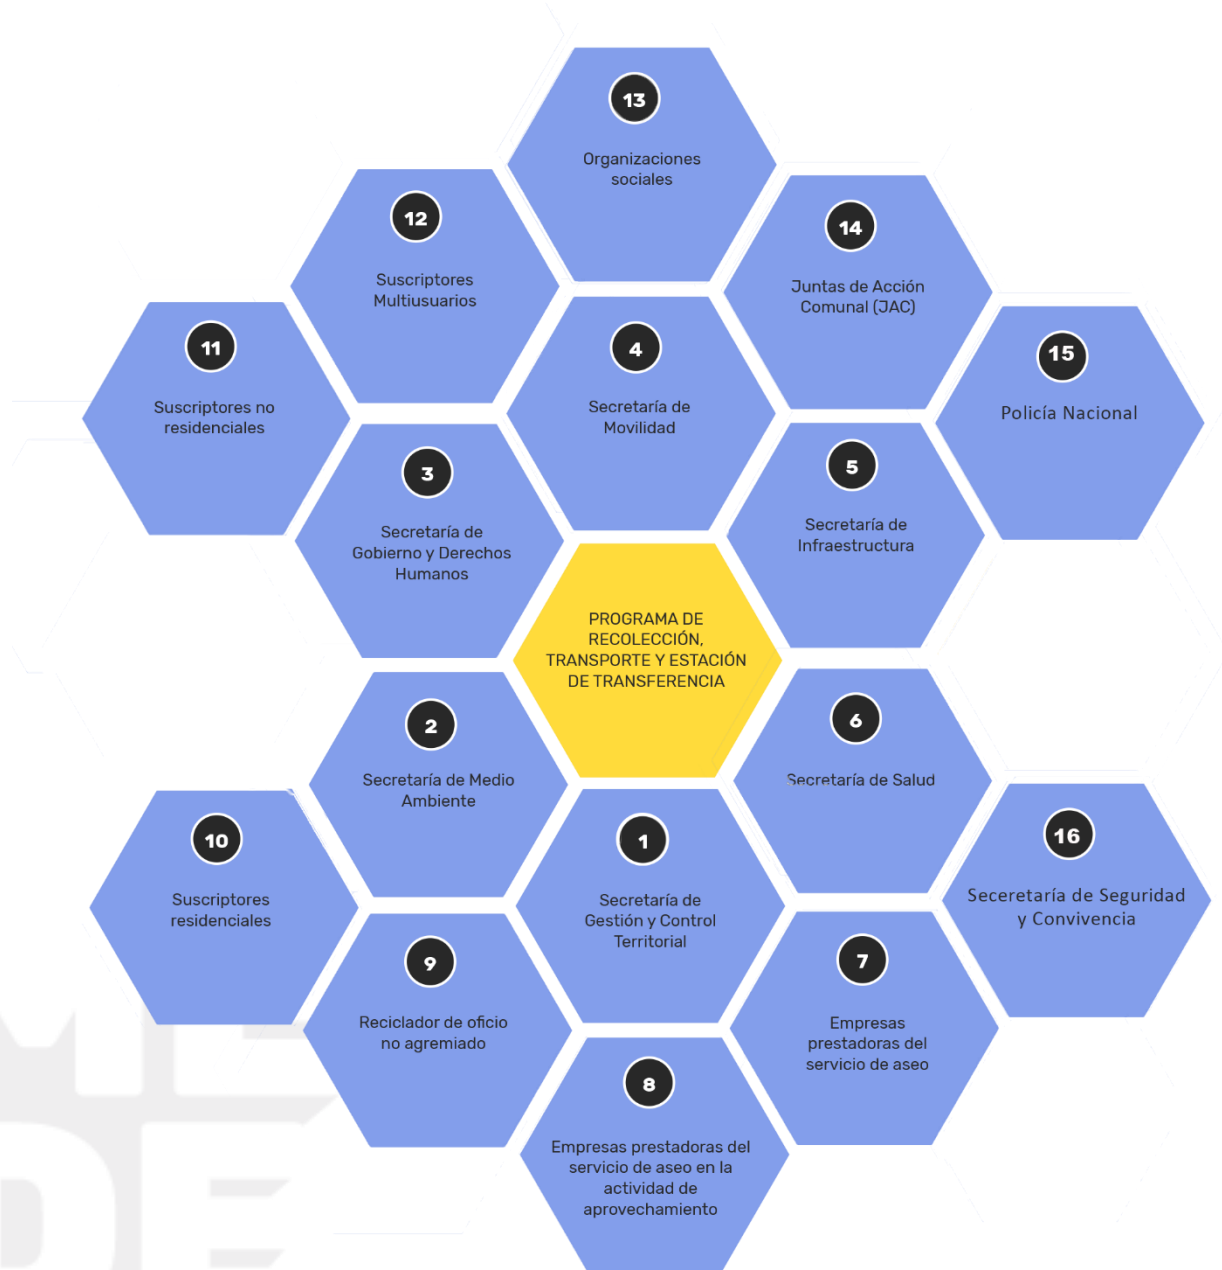 13
Organizaciones
sociales
12
Suscriptores
Multiusuarios
14
Juntas de Acción
Comunal (JAC)
11
Suscriptores no
residenciales
4
Secretaría de
Movilidad
15
Policía Nacional
3
Secretaría de
Gobierno y Derechos
Humanos
5
Secretaría de
Infraestructura
PROGRAMA DE
RECOLECCIÓN,
TRANSPORTE Y ESTACIÓN
DE TRANSFERENCIA
2
Secretaría de Medio
Ambiente
6
Secretaría de Salud
10
Suscriptores
residenciales
1
Secretaría de
Gestión y Control
Territorial
16
Seceretaría de Seguridad
y Convivencia
9
Reciclador de oficio
no agremiado
7
Empresas
prestadoras del
servicio de aseo
8
Empresas prestadoras del
servicio de aseo en la
actividad de
aprovechamiento